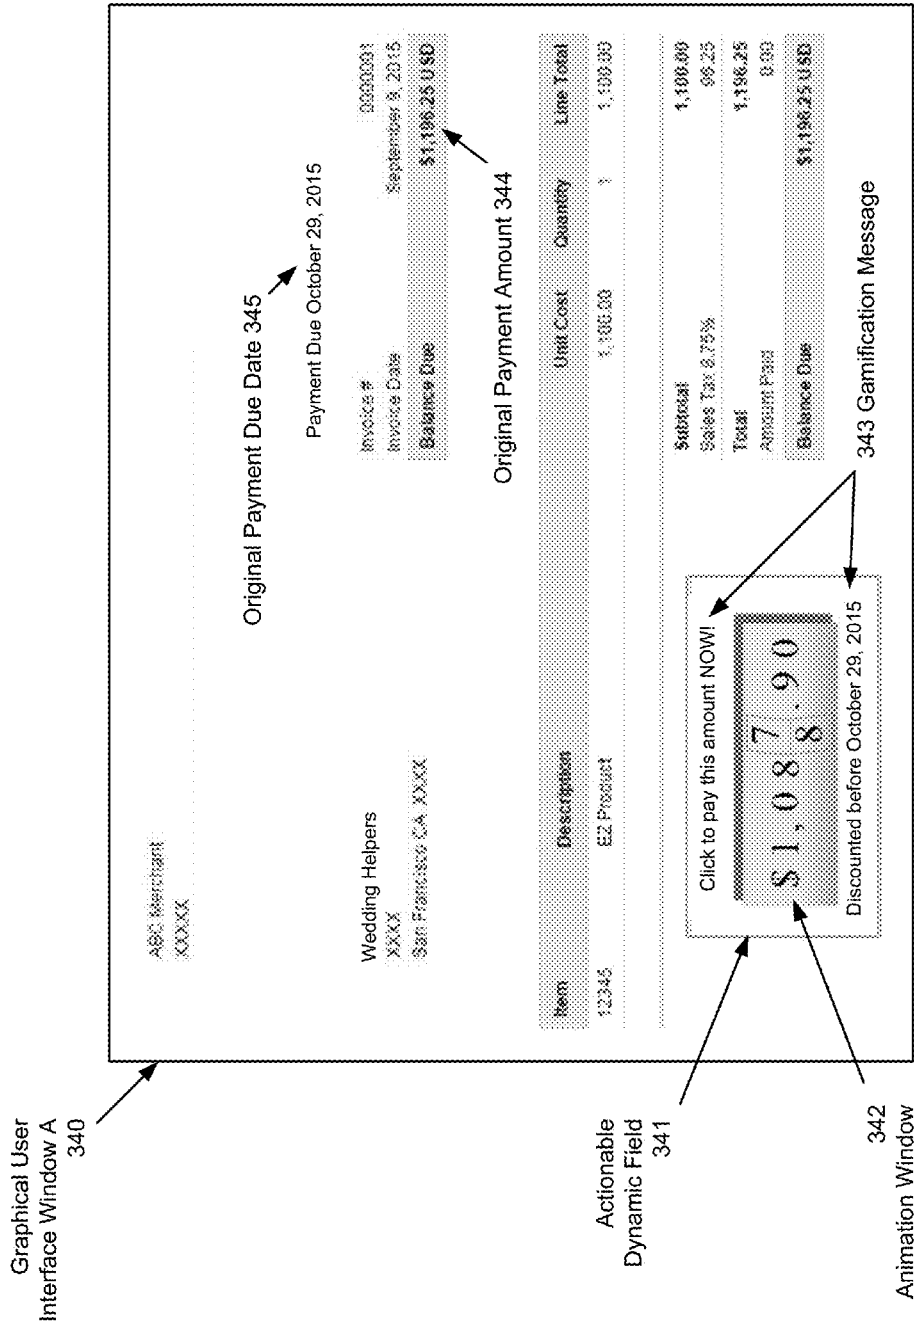 Graphical User
Interface Window A
340
ABC Merchant
XXXXX
Original Payment Due Date 345
Payment Due October 29, 2015
Wedding Helpers
XXXX
San Francisco CA XXXX
Invoice # 0000001
Invoice Date September 9, 2015
Balance Due $1,196.25 USD
Original Payment Amount 344
Item Description Unit Cost Quantity Line Total
12345 EZ Product 1,100.00 1 1,100.00
Subtotal 1,100.00
Sales Tax 8.75% 96.25
Total 1,196.25
Amount Paid 0.00
Balance Due $1,196.25 USD
Actionable
Dynamic Field
341
Click to pay this amount NOW!
$1,08 7 8 .90
Discounted before October 29, 2015
343 Gamification Message
342
Animation Window